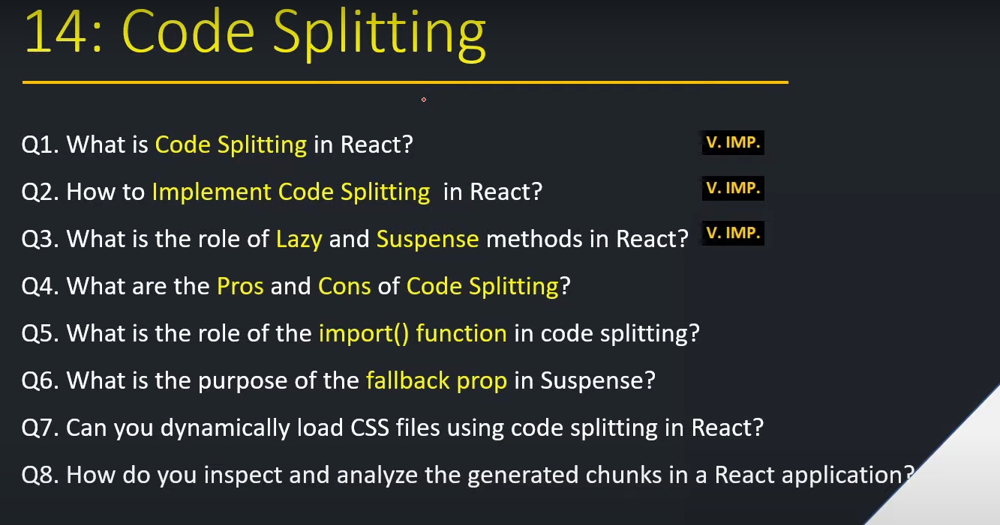 14: Code Splitting
Q1. What is Code Splitting in React? V. IMP.
Q2. How to Implement Code Splitting in React? V. IMP.
Q3. What is the role of Lazy and Suspense methods in React? V. IMP.
Q4. What are the Pros and Cons of Code Splitting?
Q5. What is the role of the import() function in code splitting?
Q6. What is the purpose of the fallback prop in Suspense?
Q7. Can you dynamically load CSS files using code splitting in React?
Q8. How do you inspect and analyze the generated chunks in a React application?